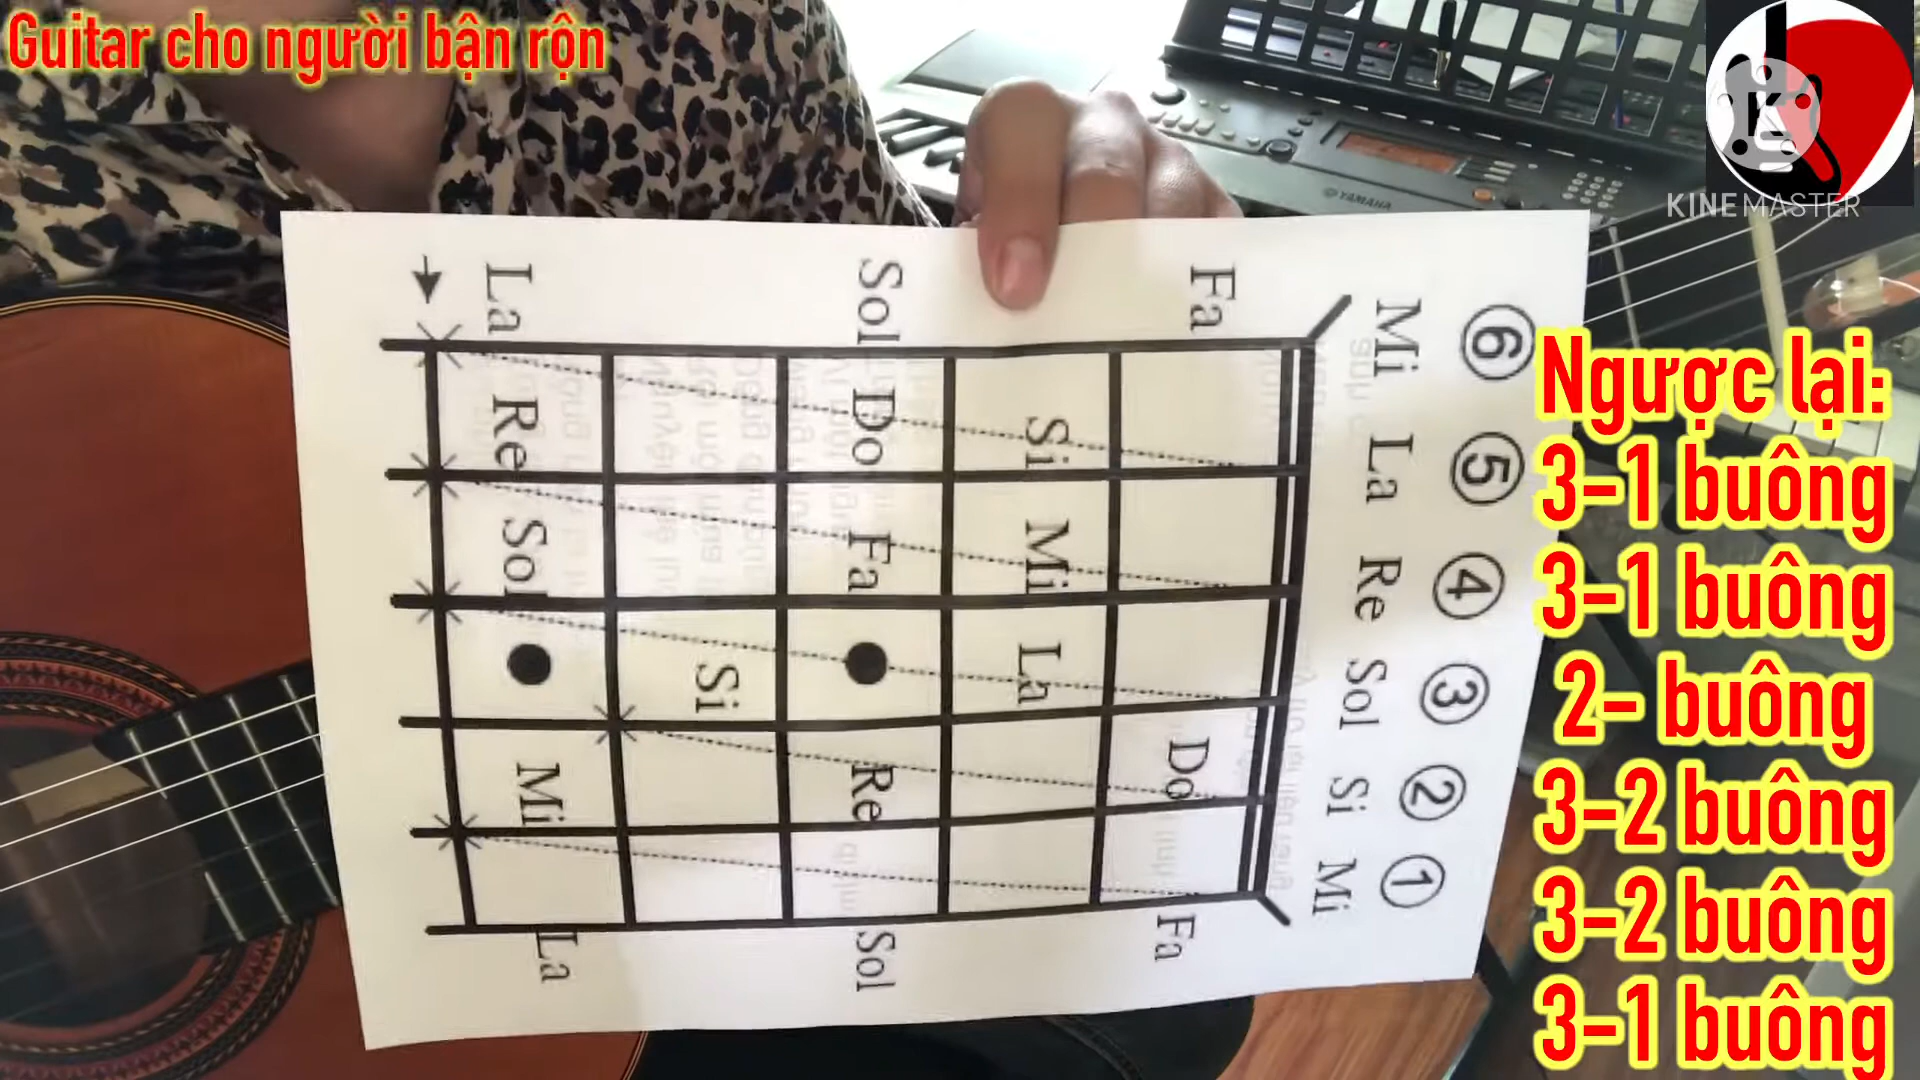 Guitar cho người bận rộn
KINEMASTER
YAMAHA
La Sol Fa
Mi ⑥
Re Do Si
La ⑤
Sol Fa Mi
Re ④
Si La
Sol ③
Mi Re Do
Si ②
La Sol Fa
Mi ①
Ngược lại:
3-1 buông
3-1 buông
2- buông
3-2 buông
3-2 buông
3-1 buông